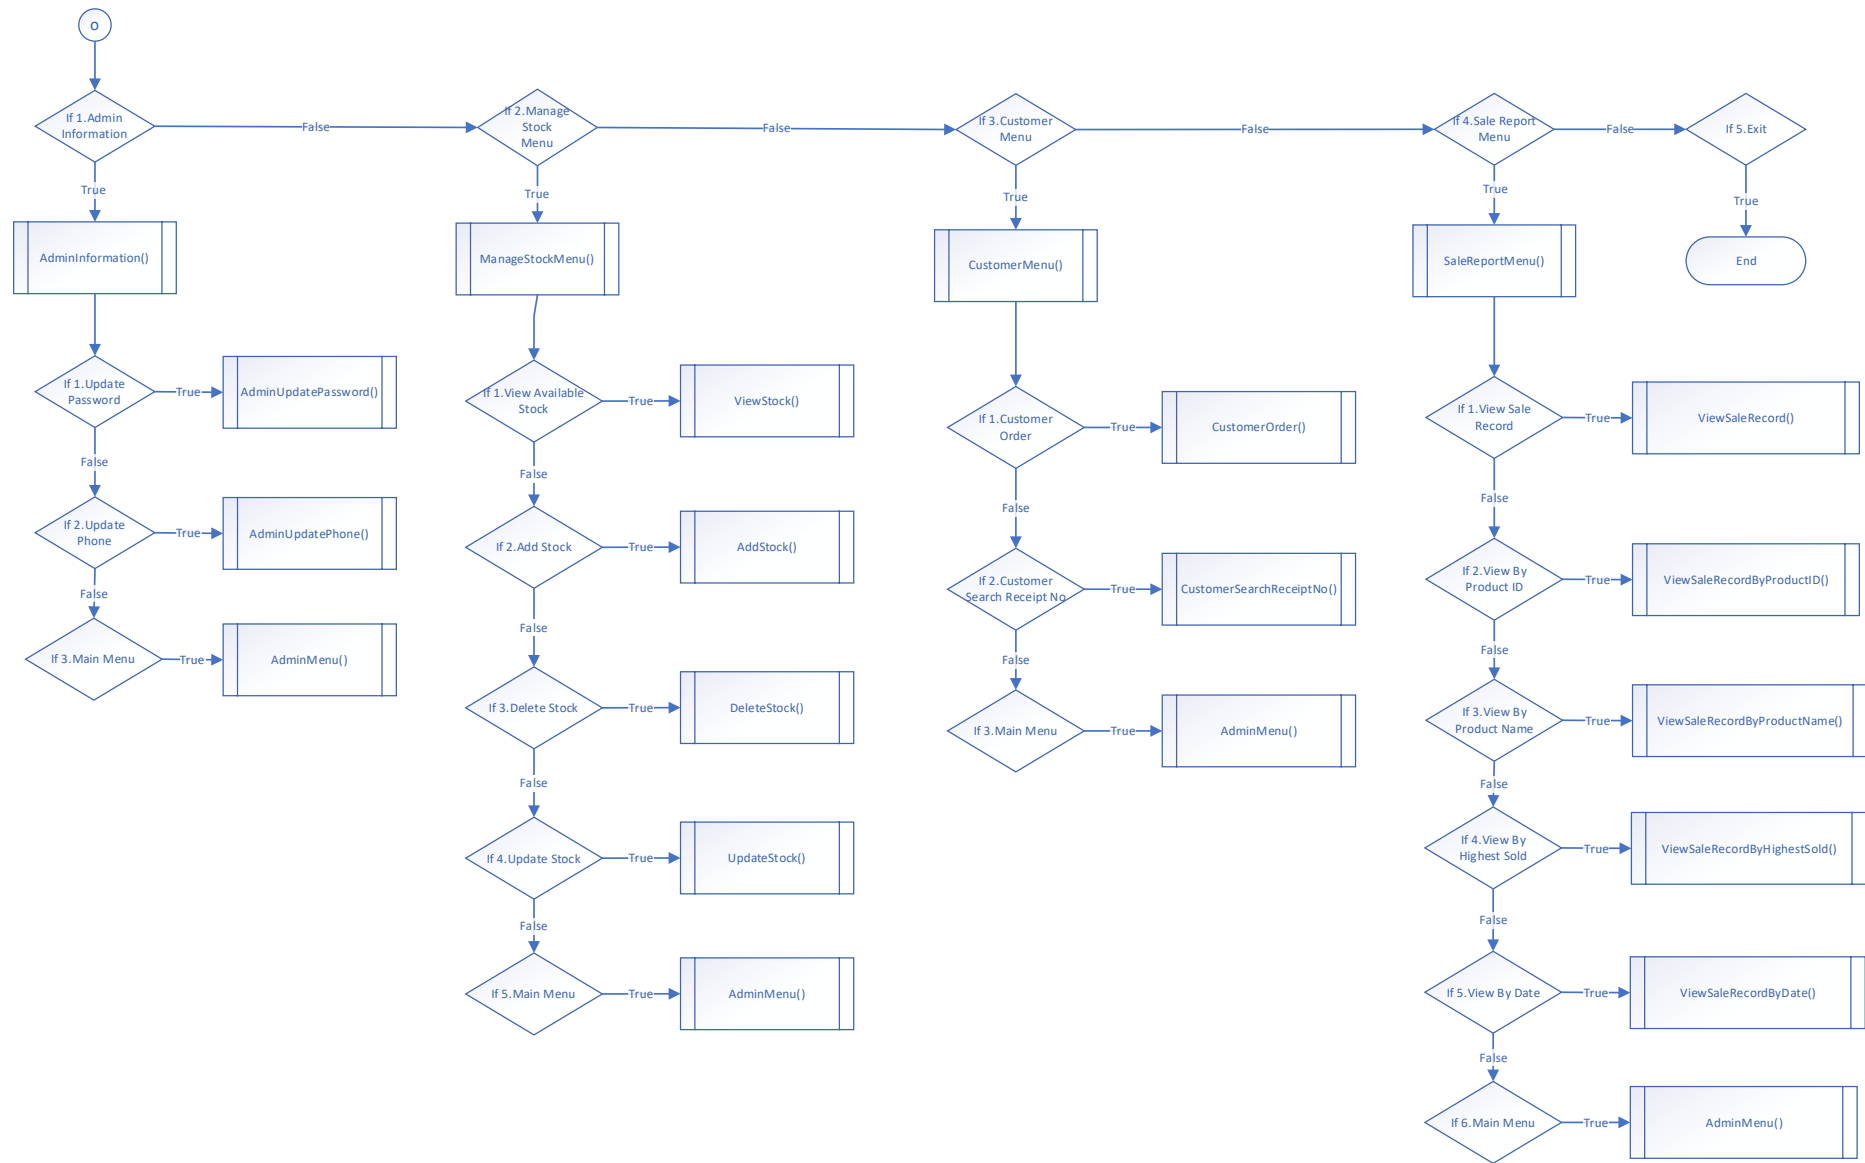 O
If 1.Admin
Information
False
If 2.Manage
Stock
Menu
False
If 3.Customer
Menu
False
If 4.Sale Report
Menu
False
If 5.Exit
True
True
True
True
True
AdminInformation()
ManageStockMenu()
CustomerMenu()
SaleReportMenu()
End
If 1.Update
Password
True
AdminUpdatePassword()
False
If 2.Update
Phone
True
AdminUpdatePhone()
False
If 3.Main Menu
True
AdminMenu()
If 1.View Available
Stock
True
ViewStock()
False
If 2.Add Stock
True
AddStock()
False
If 3.Delete Stock
True
DeleteStock()
False
If 4.Update Stock
True
UpdateStock()
False
If 5.Main Menu
True
AdminMenu()
If 1.Customer
Order
True
CustomerOrder()
False
If 2.Customer
Search Receipt No
True
CustomerSearchReceiptNo()
False
If 3.Main Menu
True
AdminMenu()
If 1.View Sale
Record
True
ViewSaleRecord()
False
If 2.View By
Product ID
True
ViewSaleRecordByProductID()
False
If 3.View By
Product Name
True
ViewSaleRecordByProductName()
False
If 4.View By
Highest Sold
True
ViewSaleRecordByHighestSold()
False
If 5.View By Date
True
ViewSaleRecordByDate()
False
If 6.Main Menu
True
AdminMenu()